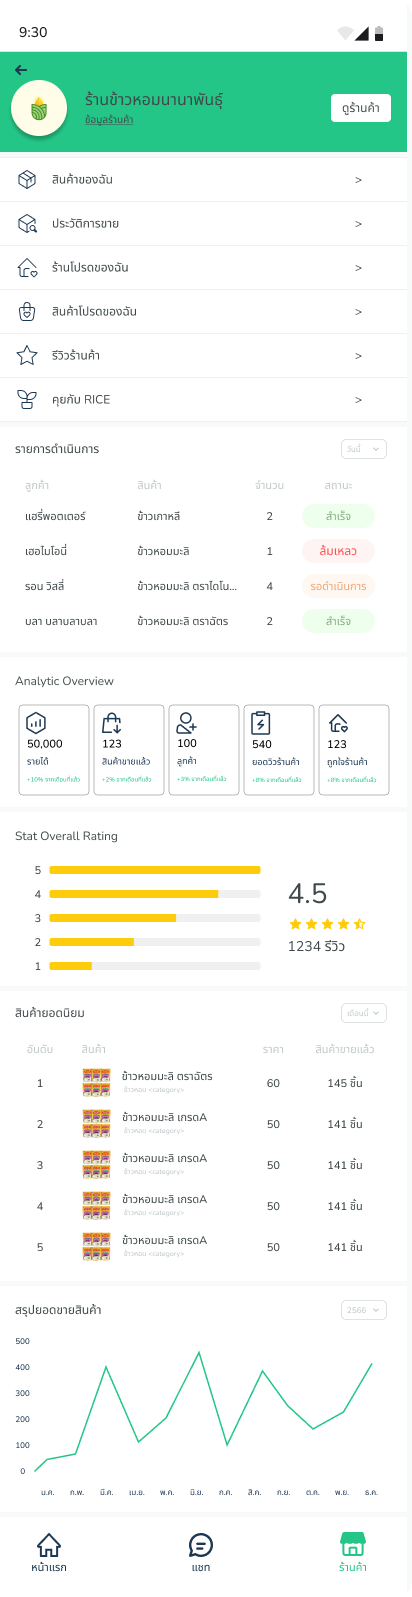 9:30
ร้านข้าวหอมนานาพันธุ์
ข้อมูลร้านค้า
ดูร้านค้า
สินค้าของฉัน >
ประวัติการขาย >
ร้านโปรดของฉัน >
สินค้าโปรดของฉัน >
รีวิวร้านค้า >
คุยกับ RICE >
รายการดำเนินการ วันนี้
ลูกค้า สินค้า จำนวน สถานะ
แฮรี่พอตเตอร์ ข้าวเกาหลี 2 สำเร็จ
เฮอไมโอนี่ ข้าวหอมมะลิ 1 ล้มเหลว
รอน วิสลี่ ข้าวหอมมะลิ ตราไดโน... 4 รอดำเนินการ
บลา บลาบลาบลา ข้าวหอมมะลิ ตราฉัตร 2 สำเร็จ
Analytic Overview
50,000 123 100 540 123
รายได้ สินค้าขายแล้ว ลูกค้า ยอดวิวร้านค้า ถูกใจร้านค้า
+10% จากเดือนที่แล้ว +2% จากเดือนที่แล้ว +3% จากเดือนที่แล้ว +8% จากเดือนที่แล้ว +8% จากเดือนที่แล้ว
Stat Overall Rating
5
4
3
2
1
4.5
1234 รีวิว
สินค้ายอดนิยม เดือนนี้
อันดับ สินค้า ราคา สินค้าขายแล้ว
1 ข้าวหอมมะลิ ตราฉัตร 60 145 ชิ้น
ข้าวหอม <category>
2 ข้าวหอมมะลิ เกรดA 50 141 ชิ้น
ข้าวหอม <category>
3 ข้าวหอมมะลิ เกรดA 50 141 ชิ้น
ข้าวหอม <category>
4 ข้าวหอมมะลิ เกรดA 50 141 ชิ้น
ข้าวหอม <category>
5 ข้าวหอมมะลิ เกรดA 50 141 ชิ้น
ข้าวหอม <category>
สรุปยอดขายสินค้า 2566
500
400
300
200
100
0
ม.ค. ก.พ. มี.ค. เม.ย. พ.ค. มิ.ย. ก.ค. ส.ค. ก.ย. ต.ค. พ.ย. ธ.ค.
หน้าแรก แชท ร้านค้า